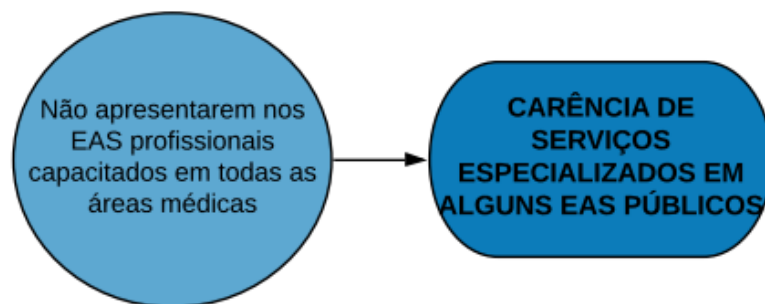 Não apresentarem nos
EAS profissionais
capacitados em todas as
áreas médicas
CARÊNCIA DE
SERVIÇOS
ESPECIALIZADOS EM
ALGUNS EAS PÚBLICOS